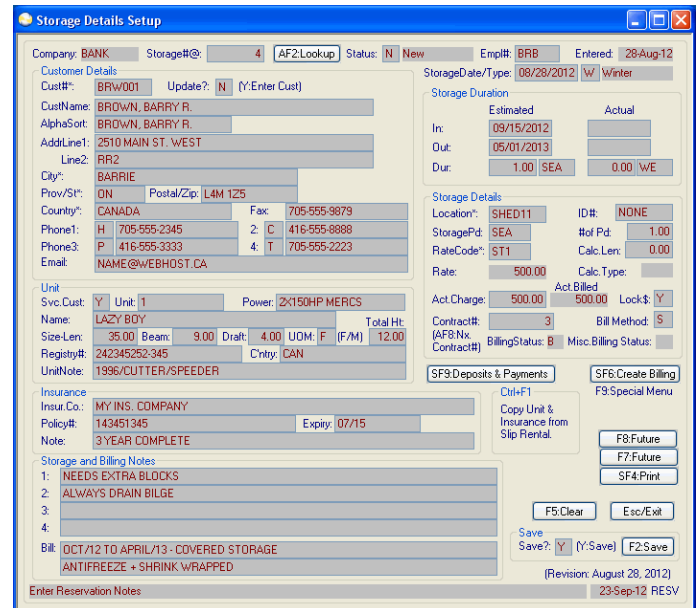 Storage Details Setup
Company: BANK Storage#@: 4 AF2:Lookup Status: N New Empl#: BRB Entered: 28-Aug-12
Customer Details
Cust#*: BRW001 Update?: N (Y:Enter Cust)
CustName: BROWN, BARRY R.
AlphaSort: BROWN, BARRY R.
AddrLine1: 2510 MAIN ST. WEST
Line2: RR2
City*: BARRIE
Prov/St*: ON Postal/Zip: L4M 1Z5
Country*: CANADA Fax: 705-555-9879
Phone1: H 705-555-2345 2: C 416-555-8888
Phone3: P 416-555-3333 4: T 705-555-2223
Email: NAME@WEBHOST.CA
StorageDate/Type: 08/28/2012 W Winter
Storage Duration
Estimated Actual
In: 09/15/2012
Out: 05/01/2013
Dur: 1.00 SEA 0.00 WE
Storage Details
Location*: SHED11 ID#: NONE
StoragePd: SEA #of Pd: 1.00
RateCode*: ST1 Calc.Len: 0.00
Rate: 500.00 Calc.Type:
Act.Billed
Act.Charge: 500.00 500.00 Lock$: Y
Contract#: 3 Bill Method: S
(AF8:Nx.
Contract#) BillingStatus: B Misc.Billing Status:
Unit
Svc.Cust: Y Unit: 1 Power: 2X150HP MERCS
Name: LAZY BOY Total Ht:
Size-Len: 35.00 Beam: 9.00 Draft: 4.00 UOM: F (F/M) 12.00
Registry#: 242345252-345 C'ntry: CAN
UnitNote: 1996/CUTTER/SPEEDER
SF9:Deposits & Payments SF6:Create Billing
Insurance
Insur.Co.: MY INS. COMPANY
Policy#: 143451345 Expiry: 07/15
Note: 3 YEAR COMPLETE
Ctrl+F1
Copy Unit &
Insurance from
Slip Rental.
F9:Special Menu
F8:Future
F7:Future
SF4:Print
Storage and Billing Notes
1: NEEDS EXTRA BLOCKS
2: ALWAYS DRAIN BILGE
3:
4:
Bill: OCT/12 TO APRIL/13 - COVERED STORAGE
ANTIFREEZE + SHRINK WRAPPED
F5:Clear Esc/Exit
Save
Save?: Y (Y:Save) F2:Save
(Revision: August 28, 2012)
Enter Reservation Notes 23-Sep-12 RESV